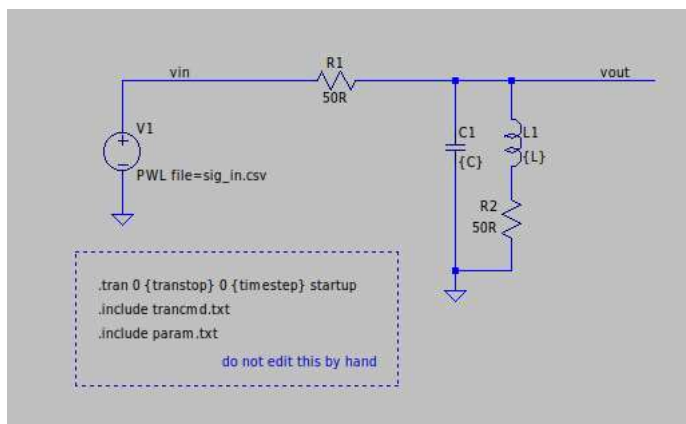 vin
R1
vout
50R
V1
PWL file=sig_in.csv
C1
{C}
L1
{L}
R2
50R
.tran 0 {transtop} 0 {timestep} startup
.include trancmd.txt
.include param.txt
do not edit this by hand